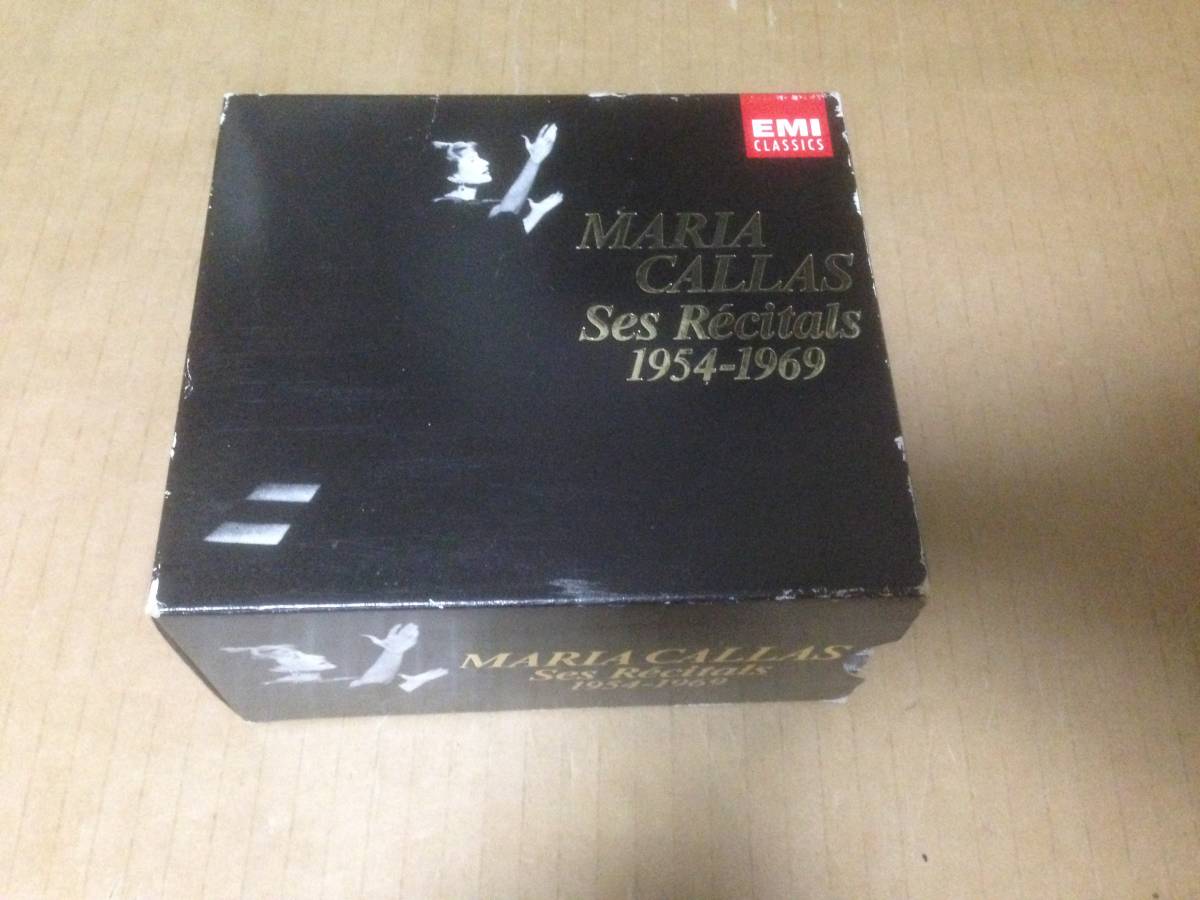 EMI
CLASSICS
MARIA
CALLAS
Ses Récitals
1954-1969
MARIA CALLAS
Ses Récitals
1954-1969